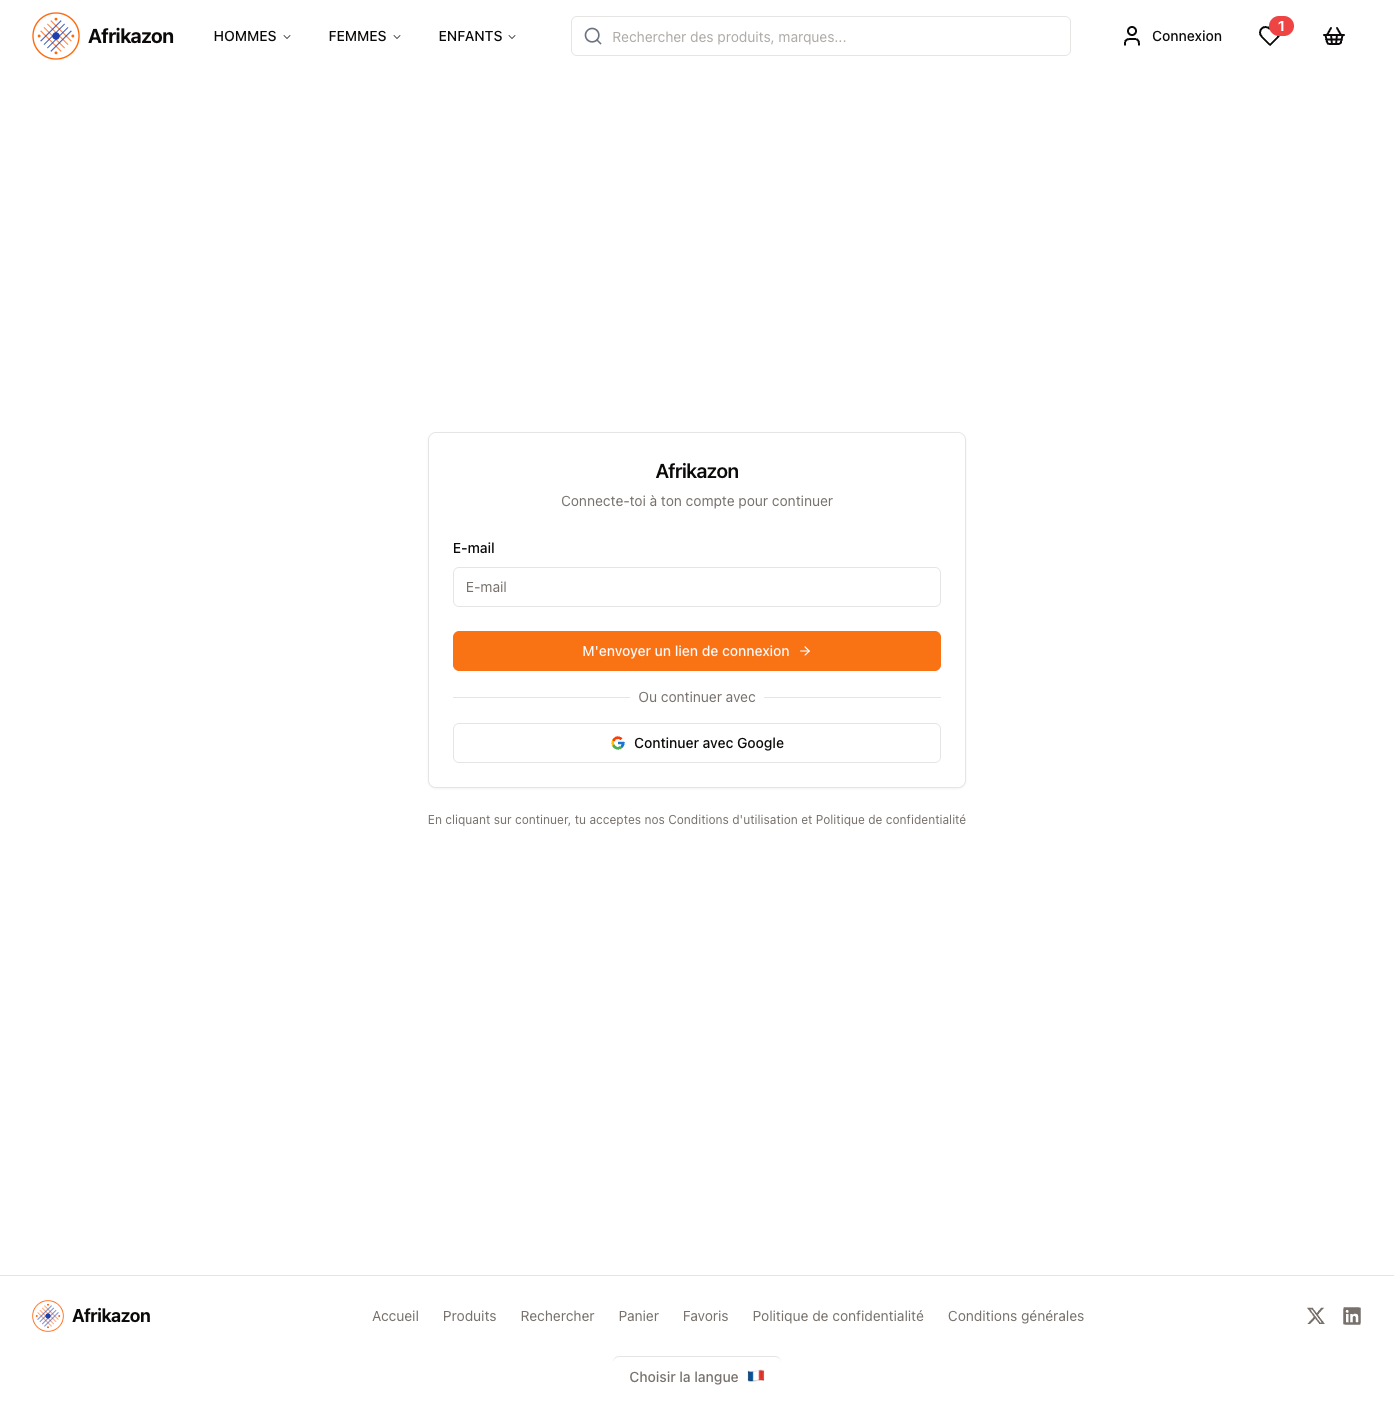 Afrikazon
HOMMES
FEMMES
ENFANTS
Rechercher des produits, marques...
Connexion
1
Afrikazon
Connecte-toi à ton compte pour continuer
E-mail
E-mail
M'envoyer un lien de connexion
Ou continuer avec
Continuer avec Google
En cliquant sur continuer, tu acceptes nos Conditions d'utilisation et Politique de confidentialité
Afrikazon
Accueil
Produits
Rechercher
Panier
Favoris
Politique de confidentialité
Conditions générales
Choisir la langue